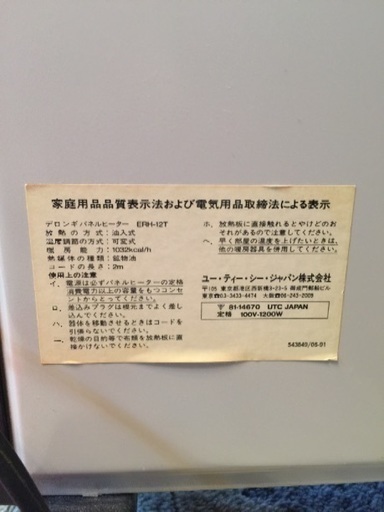 家庭用品品質表示法および電気用品取締法による表示
デロンギパネルヒーター ERH-12T
放熱の方式：油入式
温度調節の方式：可変式
暖房能力：1032kcal/h
熱媒体の種類：鉱物油
コードの長さ：2m
使用上の注意
イ、電源は必ずパネルヒーターの定格
消費電力以上の容量をもつコンセ
ントからとってください。
ロ、差込みプラグは根元までよく差し
込んでください。
ハ、器体を移動させるときはコードを
引張らないでください。
ニ、乾燥の目的等で布類を放熱板に直
接かけないでください。
ホ、放熱板に直接触れるとやけどのお
それがあるので注意してください。
ヘ、早く部屋の温度を上げたいときは、
他の暖房器具を併用してください。
ユー・ティー・シー・ジャパン株式会社
〒105 東京都港区西新橋3-23-5 御成門郵船ビル
東京☎03-3433-4474 大阪☎06-243-2009
〒 81-14670 UTC JAPAN
定格 100V-1200W
543640/06-91